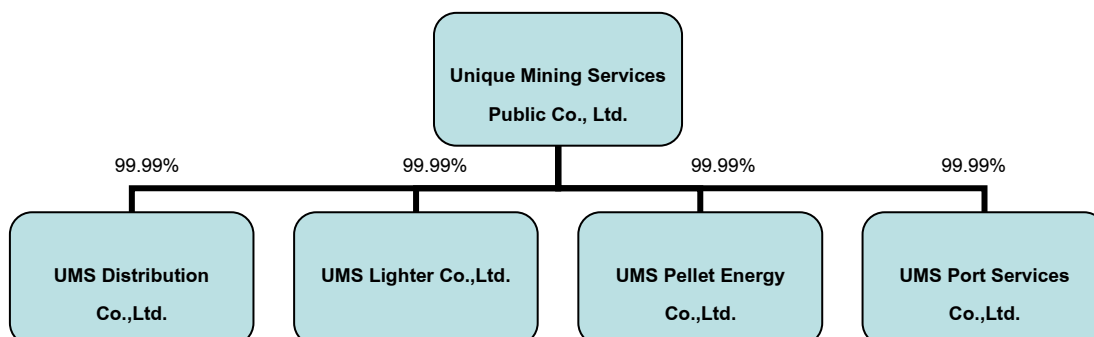 Unique Mining Services
Public Co., Ltd.
99.99%
99.99%
99.99%
99.99%
UMS Distribution
Co.,Ltd.
UMS Lighter Co.,Ltd.
UMS Pellet Energy
Co.,Ltd.
UMS Port Services
Co.,Ltd.